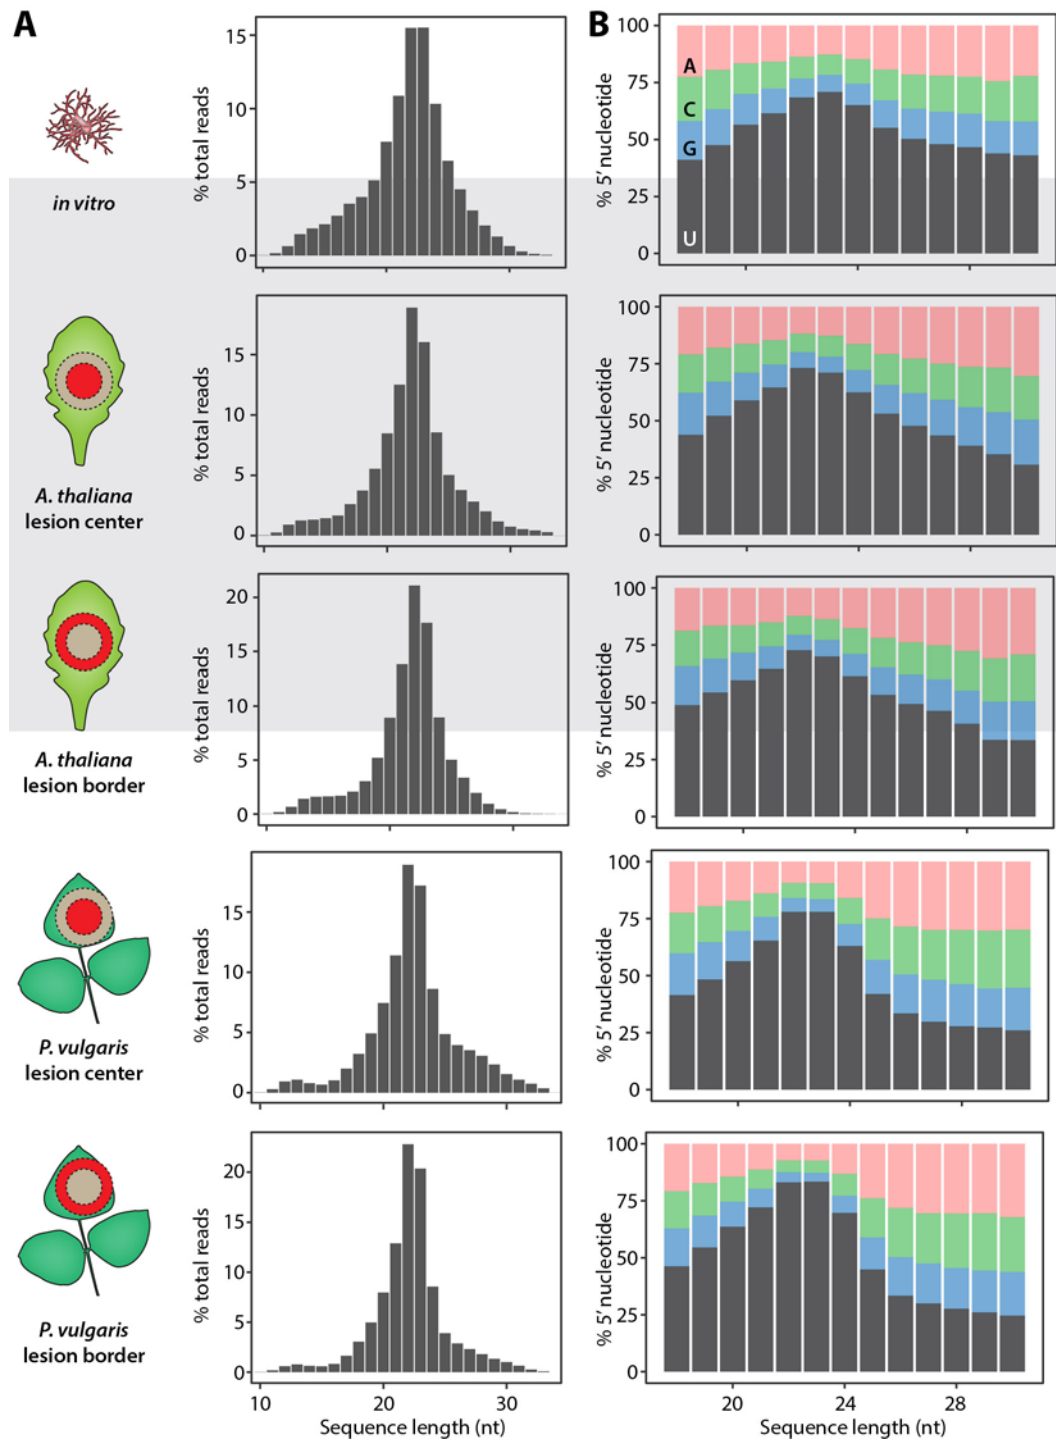 A
B
in vitro
% total reads
15
10
5
0
% 5' nucleotide
100
75
50
25
0
A
C
G
U
A. thaliana
lesion center
% total reads
15
10
5
0
% 5' nucleotide
100
75
50
25
0
A. thaliana
lesion border
% total reads
20
15
10
5
0
% 5' nucleotide
100
75
50
25
0
P. vulgaris
lesion center
% total reads
15
10
5
0
10
20
30
% 5' nucleotide
100
75
50
25
0
P. vulgaris
lesion border
% total reads
20
15
10
5
0
10
20
30
Sequence length (nt)
% 5' nucleotide
100
75
50
25
0
20
24
28
Sequence length (nt)